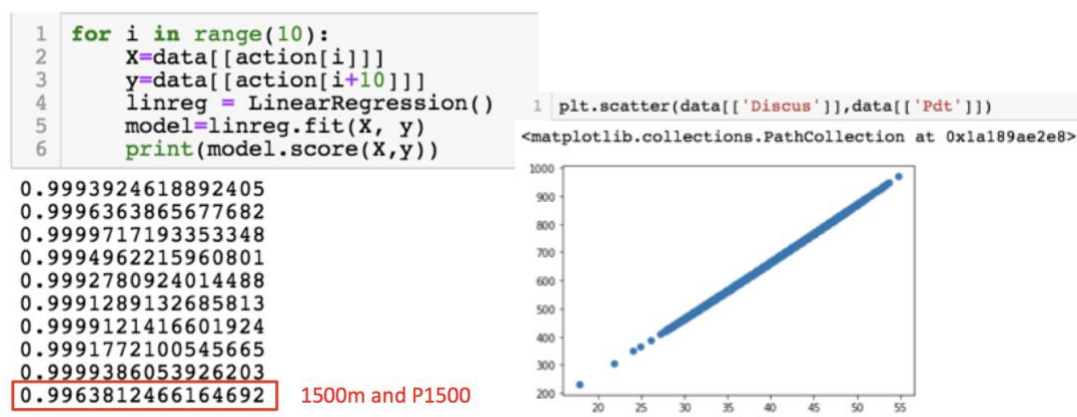 1 for i in range(10):
2 X=data[[action[i]]]
3 y=data[[action[i+10]]]
4 linreg = LinearRegression()
5 model=linreg.fit(X, y)
6 print(model.score(X,y))
0.9993924618892405
0.9996363865677682
0.9999717193353348
0.9994962215960801
0.9992780924014488
0.9991289132685813
0.9999121416601924
0.9991772100545665
0.9999386053926203
0.9963812466164692
1500m and P1500
1 plt.scatter(data[['Discus']],data[['Pdt']])
<matplotlib.collections.PathCollection at 0x1a189ae2e8>
1000
900
800
700
600
500
400
300
200
20 25 30 35 40 45 50 55